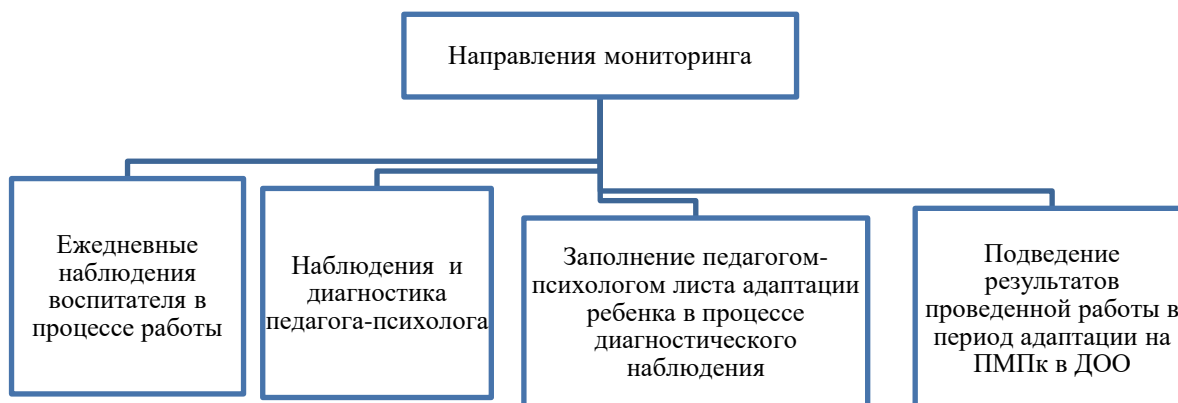 Направления мониторинга
Ежедневные
наблюдения
воспитателя в
процессе работы
Наблюдения и
диагностика
педагога-психолога
Заполнение педагогом-
психологом листа адаптации
ребенка в процессе
диагностического
наблюдения
Подведение
результатов
проведенной работы в
период адаптации на
ПМПк в ДОО